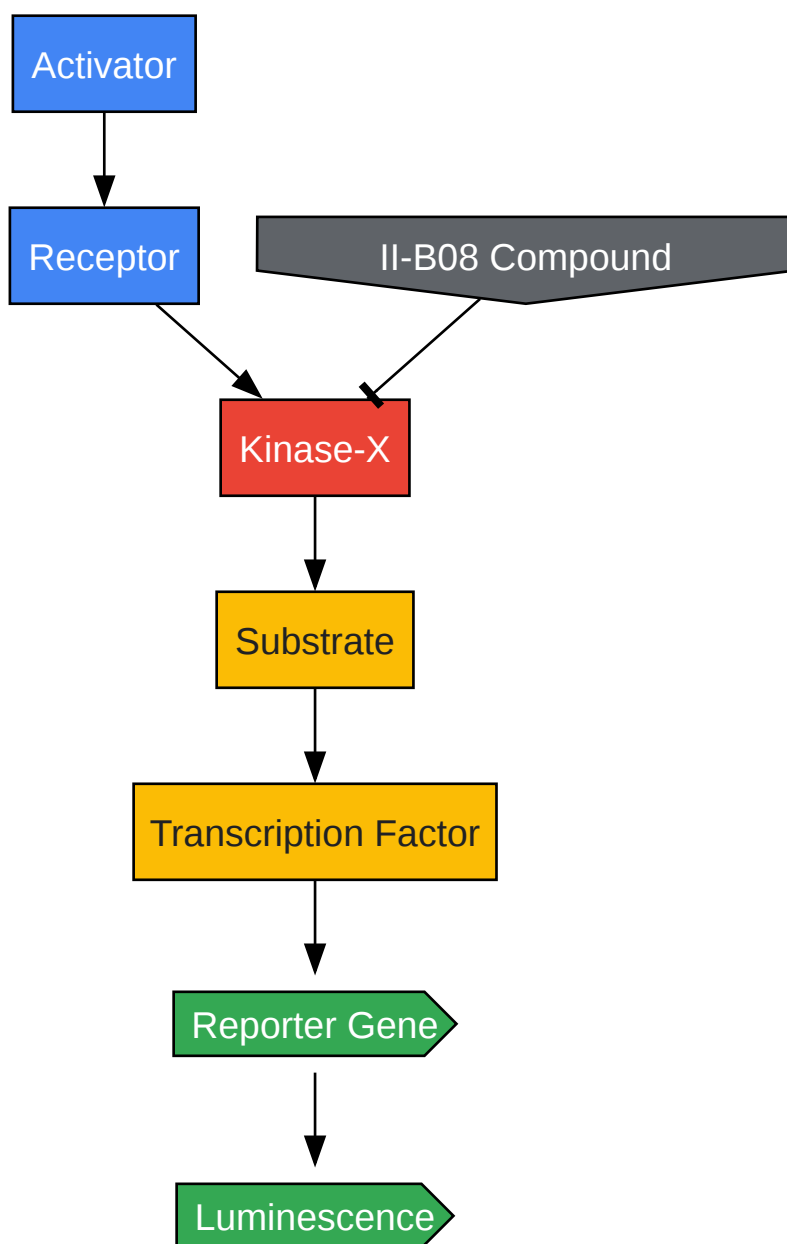 Activator
Receptor
II-B08 Compound
Kinase-X
Substrate
Transcription Factor
Reporter Gene
Luminescence